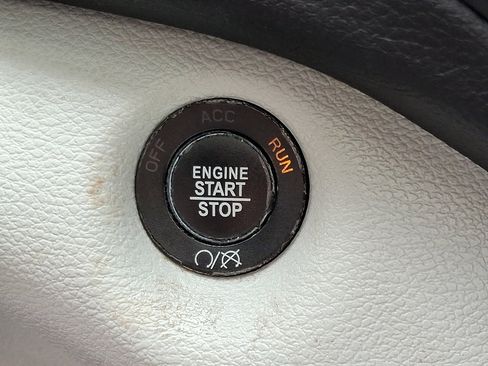 OFF
ACC
RUN
ENGINE
START
STOP